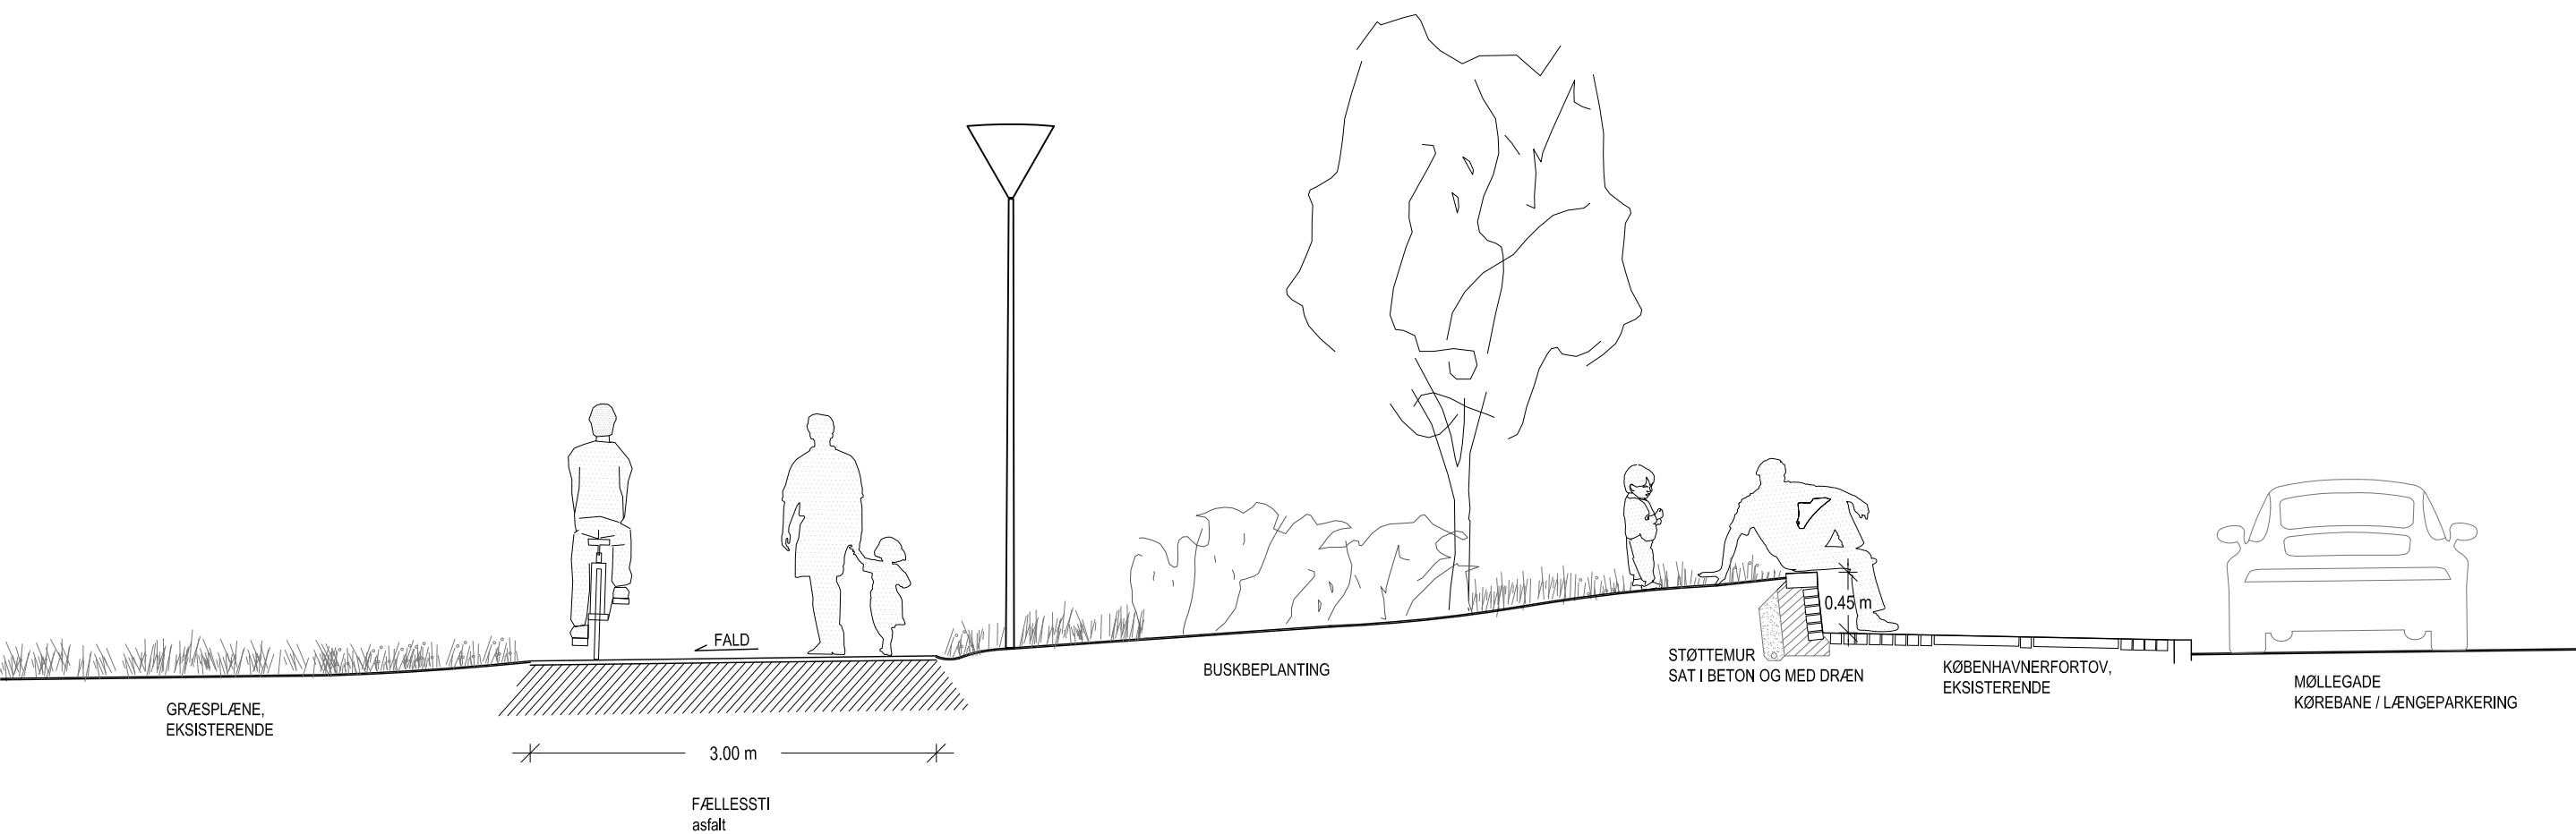 GRÆSPLÆNE,
EKSISTERENDE
FALD
3.00 m
FÆLLESSTI
asfalt
BUSKBEPLANTING
STØTTEMUR
SAT I BETON OG MED DRÆN
0.45 m
KØBENHAVNERFORTOV,
EKSISTERENDE
MØLLEGADE
KØREBANE / LÆNGEPARKERING